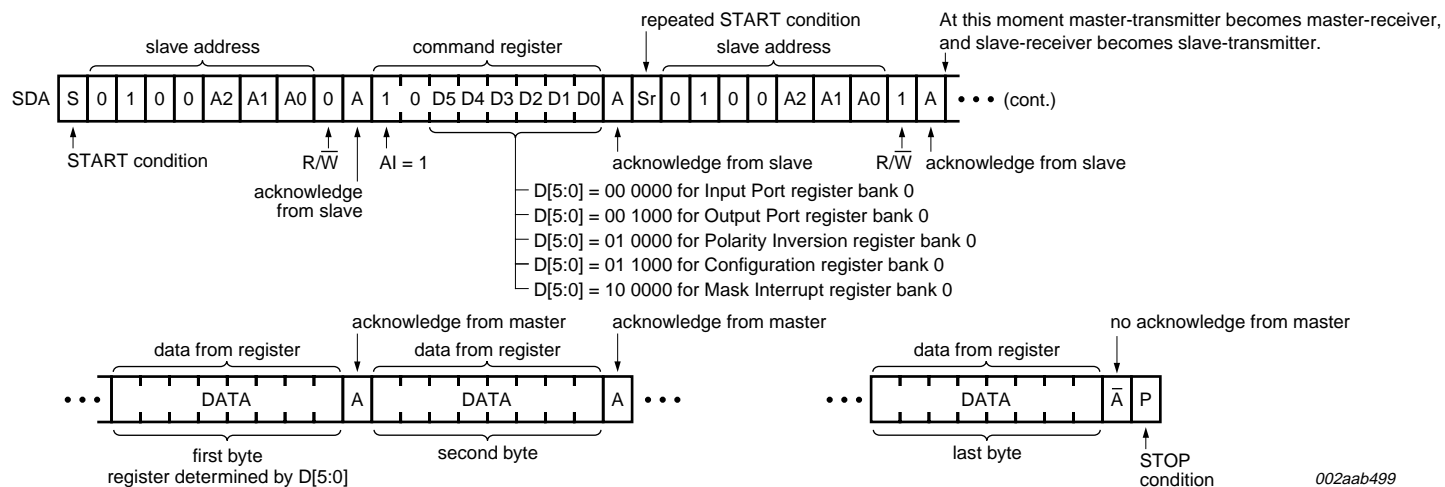 repeated START condition
At this moment master-transmitter becomes master-receiver,
and slave-receiver becomes slave-transmitter.
slave address
command register
slave address
SDA S 0 1 0 0 A2 A1 A0 0 A 1 0 D5 D4 D3 D2 D1 D0 A Sr 0 1 0 0 A2 A1 A0 1 A • • • (cont.)
START condition
R/W̅
AI = 1
acknowledge from slave
R/W̅
acknowledge from slave
acknowledge
from slave
D[5:0] = 00 0000 for Input Port register bank 0
D[5:0] = 00 1000 for Output Port register bank 0
D[5:0] = 01 0000 for Polarity Inversion register bank 0
D[5:0] = 01 1000 for Configuration register bank 0
D[5:0] = 10 0000 for Mask Interrupt register bank 0
acknowledge from master
acknowledge from master
no acknowledge from master
data from register
data from register
data from register
• • • DATA A DATA A • • • • • • DATA A̅ P
first byte
register determined by D[5:0]
second byte
last byte
STOP
condition
002aab499